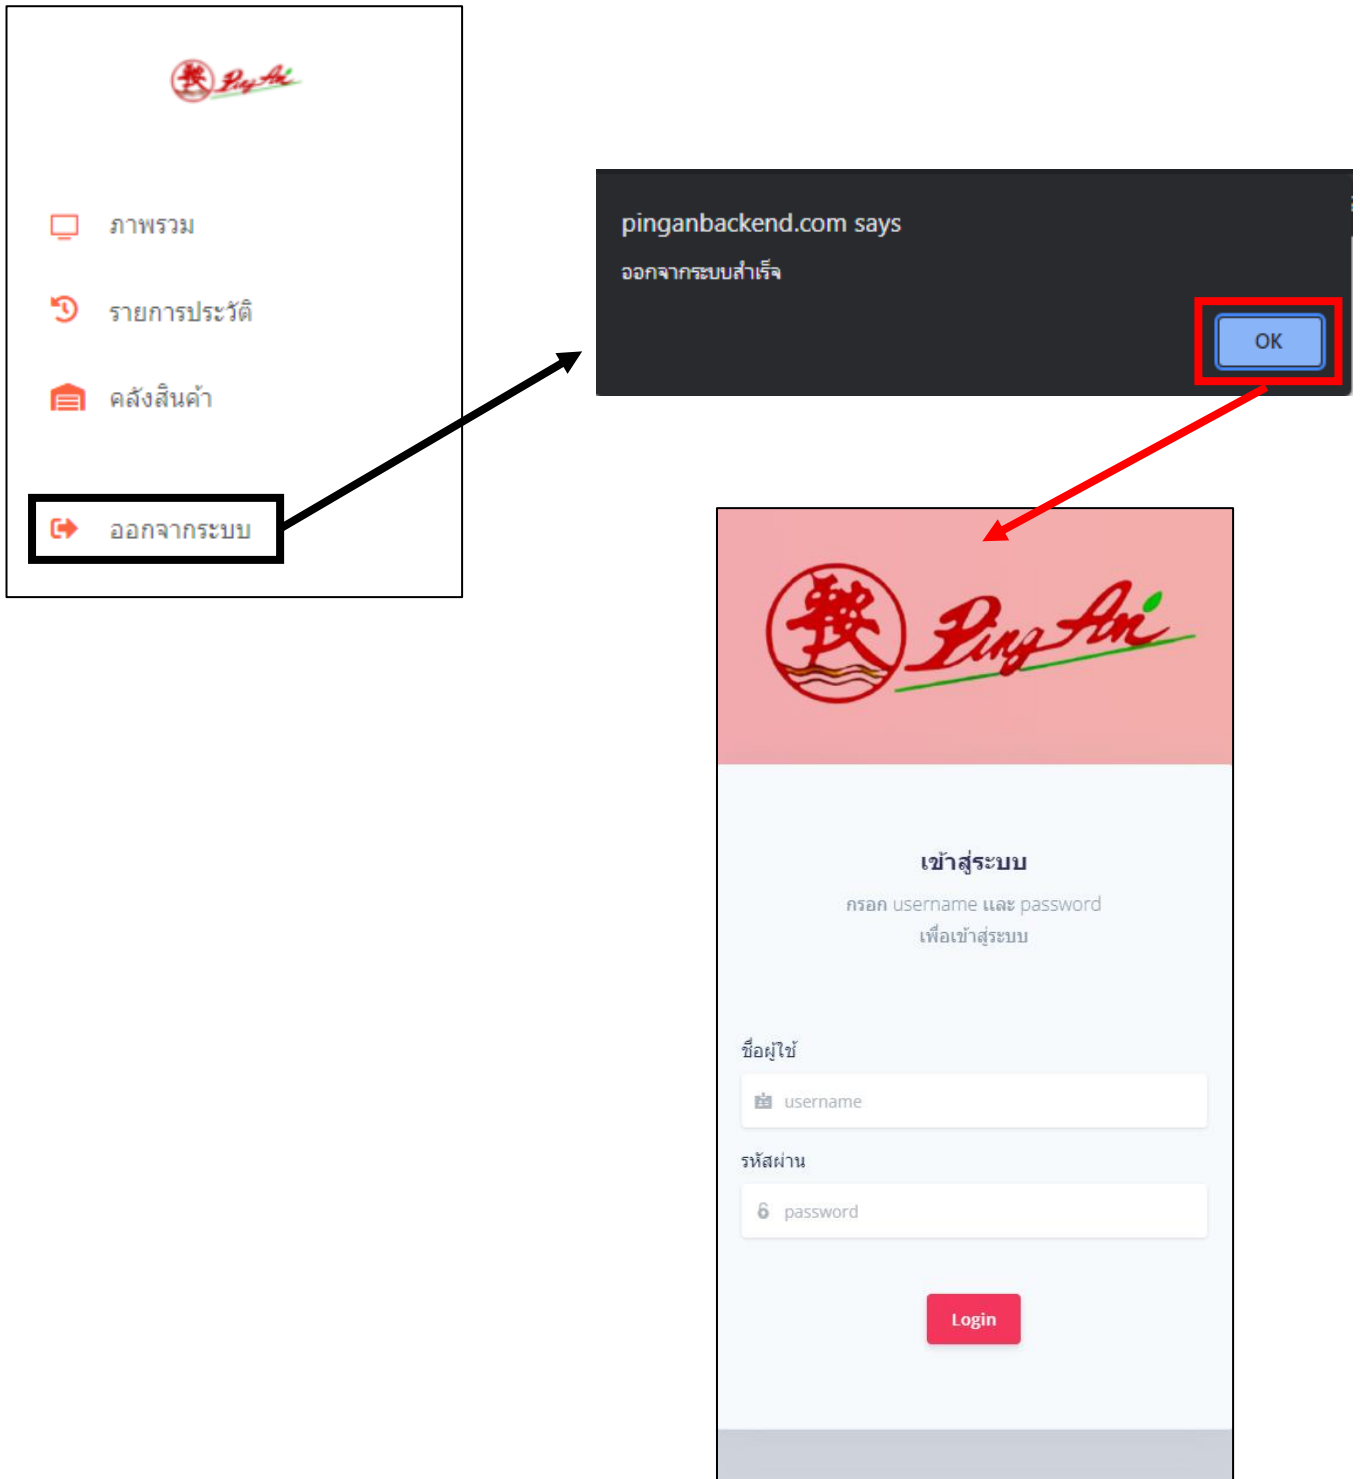 鞍 Ping An
ภาพรวม
รายการประวัติ
คลังสินค้า
ออกจากระบบ
pinganbackend.com says
ออกจากระบบสำเร็จ
OK
鞍 Ping An
เข้าสู่ระบบ
กรอก username และ password
เพื่อเข้าสู่ระบบ
ชื่อผู้ใช้
username
รหัสผ่าน
password
Login